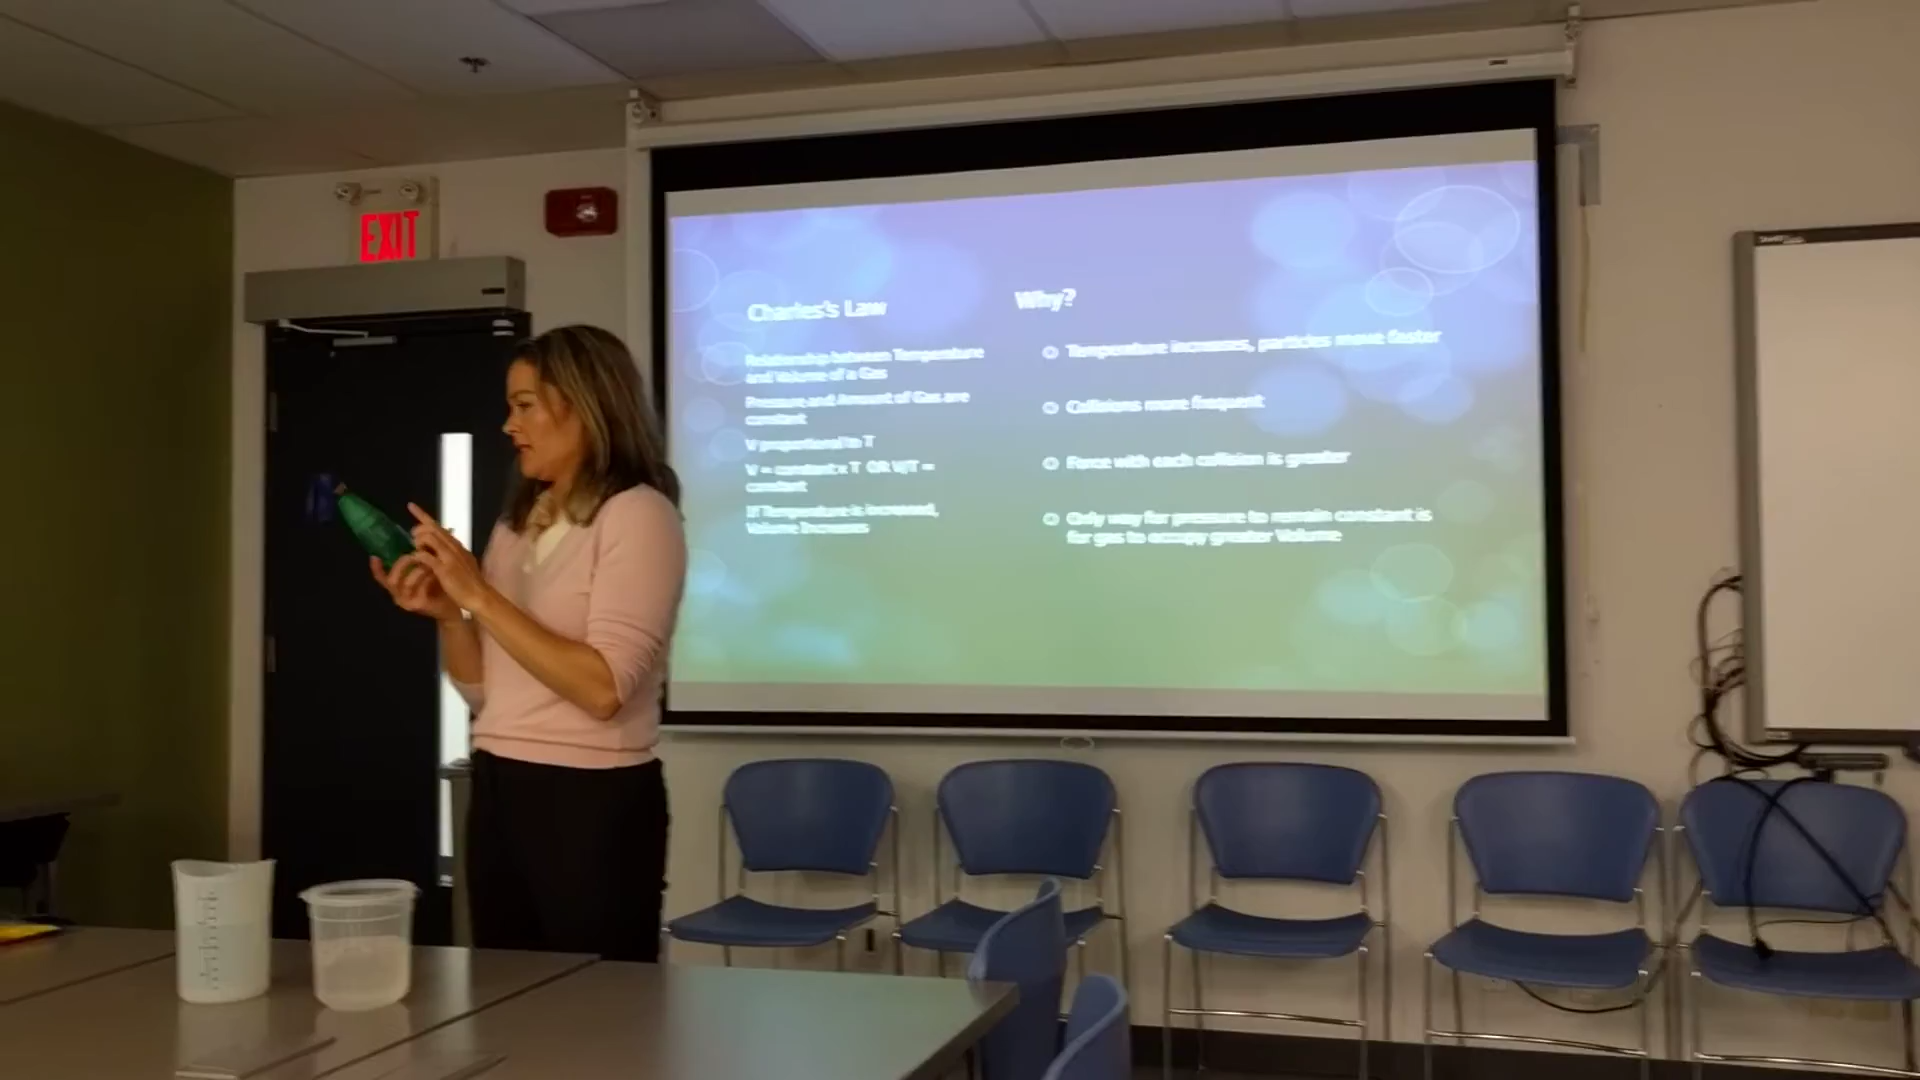 EXIT
Charles's Law
Relationship between Temperature
and Volume of a Gas
Pressure and Amount of Gas are
constant
V proportional to T
V = constant x T OR V/T =
constant
If Temperature is increased,
Volume Increases
Why?
Temperature increases, particles move faster
Collisions more frequent
Force with each collision is greater
Only way for pressure to remain constant is
for gas to occupy greater Volume